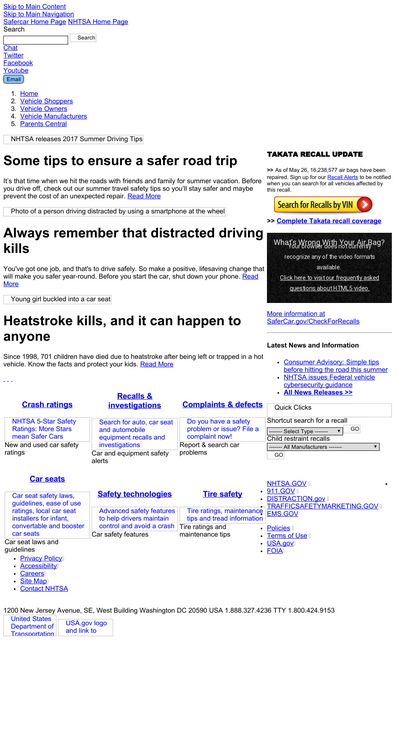 Skip to Main Content
Skip to Main Navigation
Safercar Home Page NHTSA Home Page
Search
Search
Chat
Twitter
Facebook
Youtube
Email
1. Home
2. Vehicle Shoppers
3. Vehicle Owners
4. Vehicle Manufacturers
5. Parents Central
NHTSA releases 2017 Summer Driving Tips
Some tips to ensure a safer road trip
It's that time when we hit the roads with friends and family for summer vacation. Before
you drive off, check out our summer travel safety tips so you'll stay safer and maybe
prevent the cost of an unexpected repair. Read More
Photo of a person driving distracted by using a smartphone at the wheel
Always remember that distracted driving
kills
You've got one job, and that's to drive safely. So make a positive, lifesaving change that
will make you safer year-round. Before you start the car, shut down your phone. Read
More
Young girl buckled into a car seat
Heatstroke kills, and it can happen to
anyone
Since 1998, 701 children have died due to heatstroke after being left or trapped in a hot
vehicle. Know the facts and protect your kids. Read More
Crash ratings
NHTSA 5-Star Safety
Ratings: More Stars
mean Safer Cars
New and used car safety
ratings
Recalls &
investigations
Search for auto, car seat
and automobile
equipment recalls and
investigations
Car and equipment safety
alerts
Complaints & defects
Do you have a safety
problem or issue? File a
complaint now!
Report & search car
problems
Car seats
Car seat safety laws,
guidelines, ease of use
ratings, local car seat
installers for infant,
convertible and booster
car seats
Car seat laws and
guidelines
Safety technologies
Advanced safety features
to help drivers maintain
control and avoid a crash
Car safety features
Tire safety
Tire ratings, maintenance
tips and tread information
Tire ratings and
maintenance tips
TAKATA RECALL UPDATE
>> As of May 26, 16,238,577 air bags have been
repaired. Sign up for our Recall Alerts to be notified
when you can search for all vehicles affected by
this recall.
Search for Recalls by VIN
>> Complete Takata recall coverage
What's Wrong With Your Air Bag?
Your browser does not currently
recognize any of the video formats
available.
Click here to visit our frequently asked
questions about HTML5 video.
More information at
SaferCar.gov/CheckForRecalls
Latest News and Information
Consumer Advisory: Simple tips
before hitting the road this summer
NHTSA issues Federal vehicle
cybersecurity guidance
All News Releases >>
Quick Clicks
Shortcut search for a recall
------- Select Type ------- GO
Child restraint recalls
------- All Manufacturers -------
GO
NHTSA.GOV
911.GOV
DISTRACTION.gov
TRAFFICSAFETYMARKETING.GOV
EMS.GOV
Policies
Terms of Use
USA.gov
FOIA
Privacy Policy
Accessibility
Careers
Site Map
Contact NHTSA
1200 New Jersey Avenue, SE, West Building Washington DC 20590 USA 1.888.327.4236 TTY 1.800.424.9153
United States
Department of
Transportation
USA.gov logo
and link to